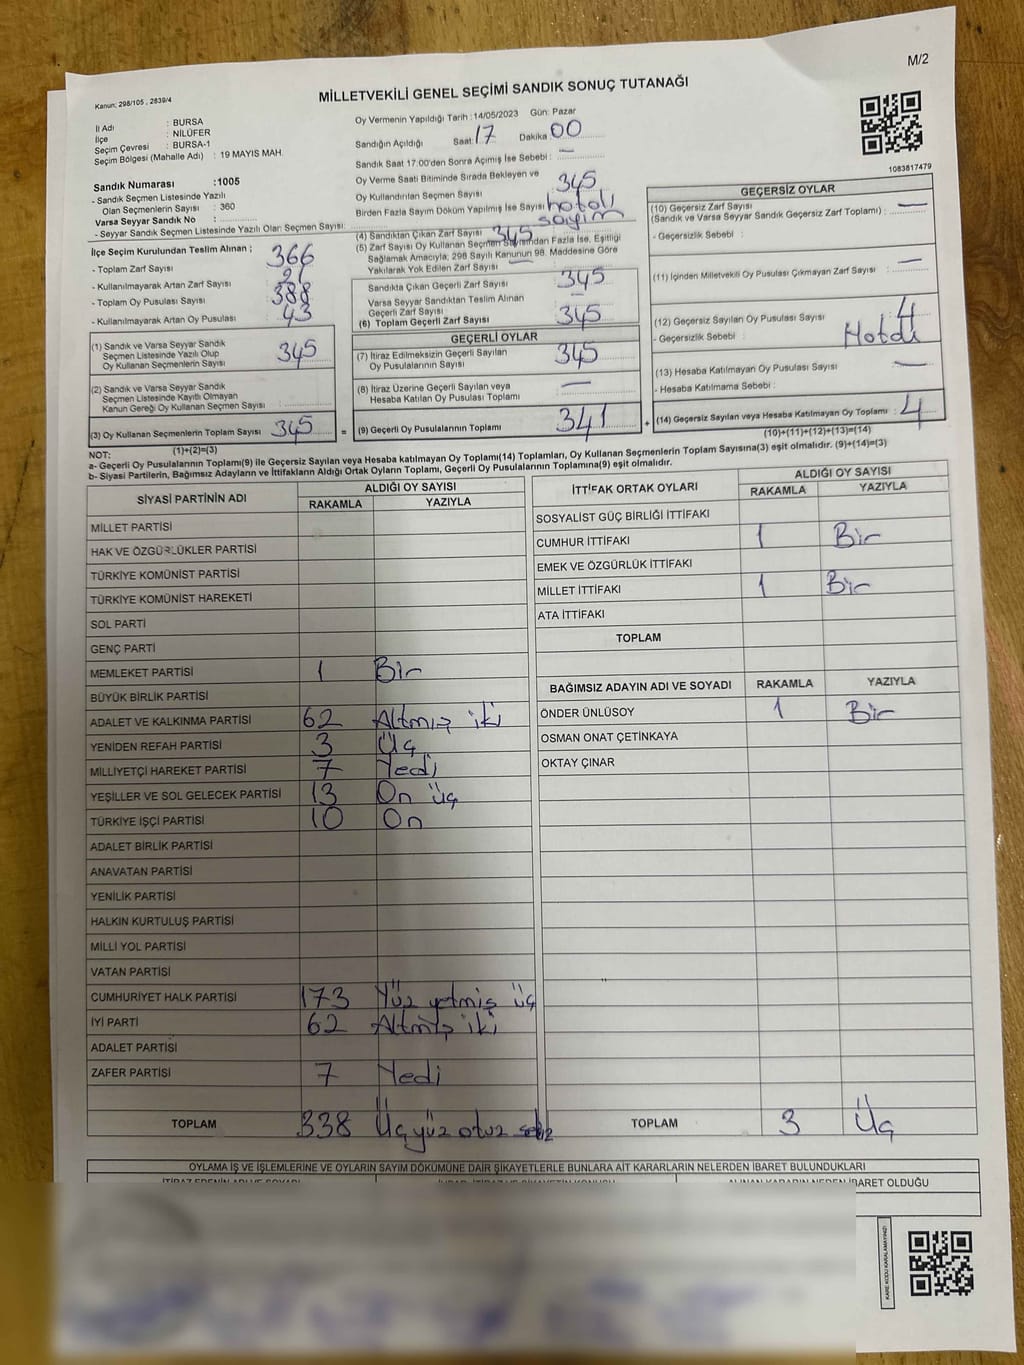 M/2
Kanun: 298/105 , 2839/4
MİLLETVEKİLİ GENEL SEÇİMİ SANDIK SONUÇ TUTANAĞI
İl Adı : BURSA
İlçe : NİLÜFER
Seçim Çevresi : BURSA-1
Seçim Bölgesi (Mahalle Adı) : 19 MAYIS MAH.
Sandık Numarası :1005
- Sandık Seçmen Listesinde Yazılı
Olan Seçmenlerin Sayısı : 360
Varsa Seyyar Sandık No :
- Seyyar Sandık Seçmen Listesinde Yazılı Olan Seçmen Sayısı:
Oy Vermenin Yapıldığı Tarih :14/05/2023 Gün: Pazar
Sandığın Açıldığı Saat: 17 Dakika 00
Sandık Saat 17:00'den Sonra Açımış İse Sebebi : —
Oy Verme Saati Bitiminde Sırada Bekleyen ve
Oy Kullandırılan Seçmen Sayısı 345
Birden Fazla Sayım Döküm Yapılmış İse Sayısı hatalı
sayım
1083817479
İlçe Seçim Kurulundan Teslim Alınan :
- Toplam Zarf Sayısı 366
- Kullanılmayarak Artan Zarf Sayısı 21
- Toplam Oy Pusulası Sayısı 388
- Kullanılmayarak Artan Oy Pusulası 43
(1) Sandık ve Varsa Seyyar Sandık
Seçmen Listesinde Yazılı Olup
Oy Kullanan Seçmenlerin Sayısı 345
(2) Sandık ve Varsa Seyyar Sandık
Seçmen Listesinde Kayıtlı Olmayan
Kanun Gereği Oy Kullanan Seçmen Sayısı :
(3) Oy Kullanan Seçmenlerin Toplam Sayısı 345
(1)+(2)=(3)
(4) Sandıktan Çıkan Zarf Sayısı 345
(5) Zarf Sayısı Oy Kullanan Seçmen Sayısından Fazla İse, Eşitliği
Sağlamak Amacıyla; 298 Sayılı Kanunun 98. Maddesine Göre
Yakılarak Yok Edilen Zarf Sayısı —
Sandıkta Çıkan Geçerli Zarf Sayısı 345
Varsa Seyyar Sandıktan Teslim Alınan
Geçerli Zarf Sayısı —
(6) Toplam Geçerli Zarf Sayısı 345
GEÇERLİ OYLAR
(7) İtiraz Edilmeksizin Geçerli Sayılan
Oy Pusulalarının Sayısı 345
(8) İtiraz Üzerine Geçerli Sayılan veya
Hesaba Katılan Oy Pusulası Toplamı —
= (9) Geçerli Oy Pusulalarının Toplamı 341 +
GEÇERSİZ OYLAR
(10) Geçersiz Zarf Sayısı
(Sandık ve Varsa Seyyar Sandık Geçersiz Zarf Toplamı) : —
- Geçersizlik Sebebi :
(11) İçinden Milletvekili Oy Pusulası Çıkmayan Zarf Sayısı : —
(12) Geçersiz Sayılan Oy Pusulası Sayısı : 4
- Geçersizlik Sebebi :
(13) Hesaba Katılmayan Oy Pusulası Sayısı : —
- Hesaba Katılmama Sebebi :
(14) Geçersiz Sayılan veya Hesaba Katılmayan Oy Toplamı : 4
(10)+(11)+(12)+(13)=(14)
NOT:
a- Geçerli Oy Pusulalarının Toplamı(9) ile Geçersiz Sayılan veya Hesaba katılmayan Oy Toplamı(14) Toplamları, Oy Kullanan Seçmenlerin Toplam Sayısına(3) eşit olmalıdır. (9)+(14)=(3)
b- Siyasi Partilerin, Bağımsız Adayların ve İttifakların Aldığı Ortak Oyların Toplamı, Geçerli Oy Pusulalarının Toplamına(9) eşit olmalıdır.
SİYASİ PARTİNİN ADI ALDIĞI OY SAYISI
RAKAMLA YAZIYLA
MİLLET PARTİSİ
HAK VE ÖZGÜRLÜKLER PARTİSİ
TÜRKİYE KOMÜNİST PARTİSİ
TÜRKİYE KOMÜNİST HAREKETİ
SOL PARTİ
GENÇ PARTİ
MEMLEKET PARTİSİ 1 Bir
BÜYÜK BİRLİK PARTİSİ
ADALET VE KALKINMA PARTİSİ 62 Altmış iki
YENİDEN REFAH PARTİSİ 3 Üç
MİLLİYETÇİ HAREKET PARTİSİ 7 Yedi
YEŞİLLER VE SOL GELECEK PARTİSİ 13 On üç
TÜRKİYE İŞÇİ PARTİSİ 10 On
ADALET BİRLİK PARTİSİ
ANAVATAN PARTİSİ
YENİLİK PARTİSİ
HALKIN KURTULUŞ PARTİSİ
MİLLİ YOL PARTİSİ
VATAN PARTİSİ
CUMHURİYET HALK PARTİSİ 173 Yüz yetmiş üç
İYİ PARTİ 62 Altmış iki
ADALET PARTİSİ
ZAFER PARTİSİ 7 Yedi
TOPLAM 338 Üç yüz otuz sekiz
İTTİFAK ORTAK OYLARI ALDIĞI OY SAYISI
RAKAMLA YAZIYLA
SOSYALİST GÜÇ BİRLİĞİ İTTİFAKI
CUMHUR İTTİFAKI 1 Bir
EMEK VE ÖZGÜRLÜK İTTİFAKI
MİLLET İTTİFAKI 1 Bir
ATA İTTİFAKI
TOPLAM
BAĞIMSIZ ADAYIN ADI VE SOYADI RAKAMLA YAZIYLA
ÖNDER ÜNLÜSOY 1 Bir
OSMAN ONAT ÇETİNKAYA
OKTAY ÇINAR
TOPLAM 3 Üç
OYLAMA İŞ VE İŞLEMLERİNE VE OYLARIN SAYIM DÖKÜMÜNE DAİR ŞİKAYETLERLE BUNLARA AİT KARARLARIN NELERDEN İBARET BULUNDUKLARI
ALINAN KARARIN NEDEN İBARET OLDUĞU
KARE KODU KARALAMAYINIZ!